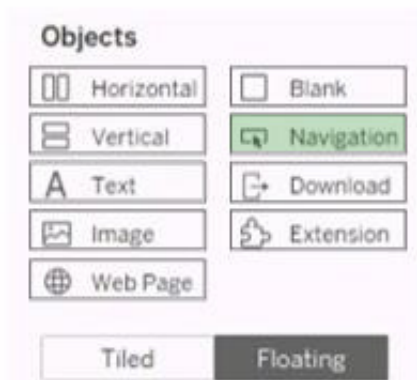 Objects
Horizontal Blank
Vertical Navigation
A Text Download
Image Extension
Web Page
Tiled Floating